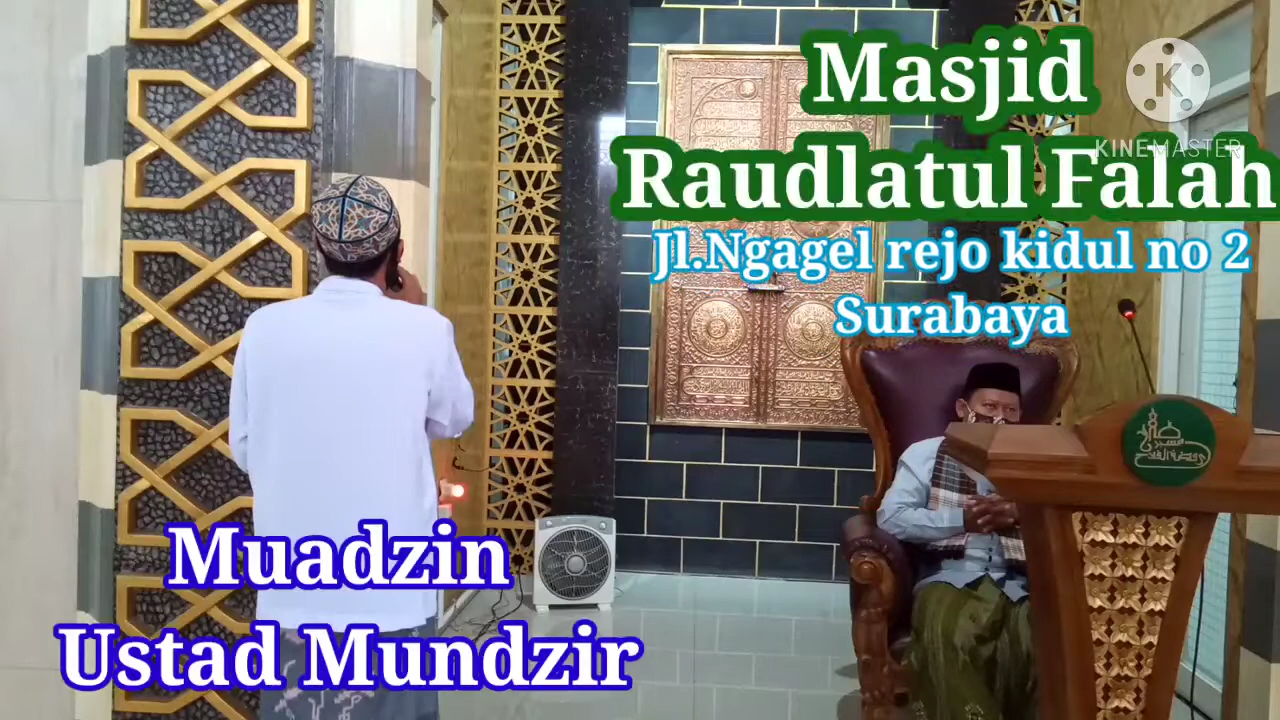 Masjid
Raudlatul Falah
KINEMASTER
Jl.Ngagel rejo kidul no 2
Surabaya
Muadzin
Ustad Mundzir